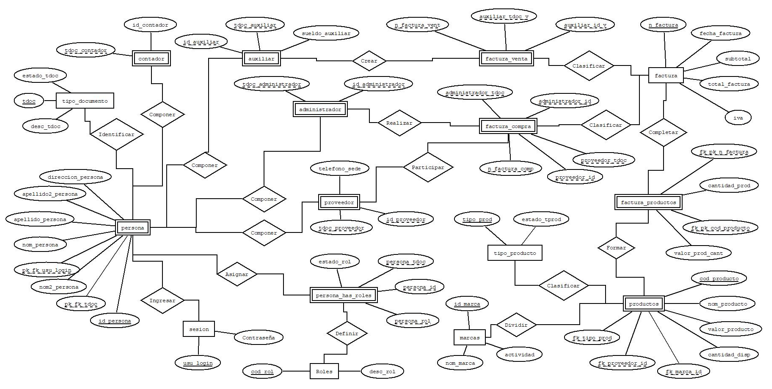 id_contador
tdoc_contador
contador
id_auxiliar
tdoc_auxiliar
sueldo_auxiliar
auxiliar
Crear
p_factura_vent
auxiliar_tdoc_v
auxiliar_id_v
factura_venta
Clasificar
n_factura
fecha_factura
subtotal
total_factura
iva
factura
estado_tdoc
tdoc
tipo_documento
desc_tdoc
Identificar
Componer
tdoc_administrador
id_administrador
administrador
Realizar
administrador_tdoc
administrador_id
factura_compra
proveedor_tdoc
proveedor_id
p_factura_comp
Clasificar
Completar
Componer
Participar
fk_pk_n_factura
cantidad_prod
factura_productos
fk_pk_cod_producto
valor_prod_cant
direccion_persona
apellido2_persona
apellido_persona
nom_persona
pk_fk_usu_login
nom2_persona
pk_fk_tdoc
id_persona
persona
Componer
Componer
telefono_sede
proveedor
id_proveedor
tdoc_proveedor
tipo_prod
estado_tprod
tipo_producto
Formar
Clasificar
Asignar
estado_rol
persona_tdoc
persona_id
persona_rol
persona_has_roles
Ingresar
sesion
Contraseña
usu_login
Definir
cod_rol
Roles
desc_rol
id_marca
marcas
nom_marca
actividad
Dividir
productos
cod_producto
nom_producto
valor_producto
cantidad_disp
fk_marca_id
fk_proveedor_id
fk_tipo_prod